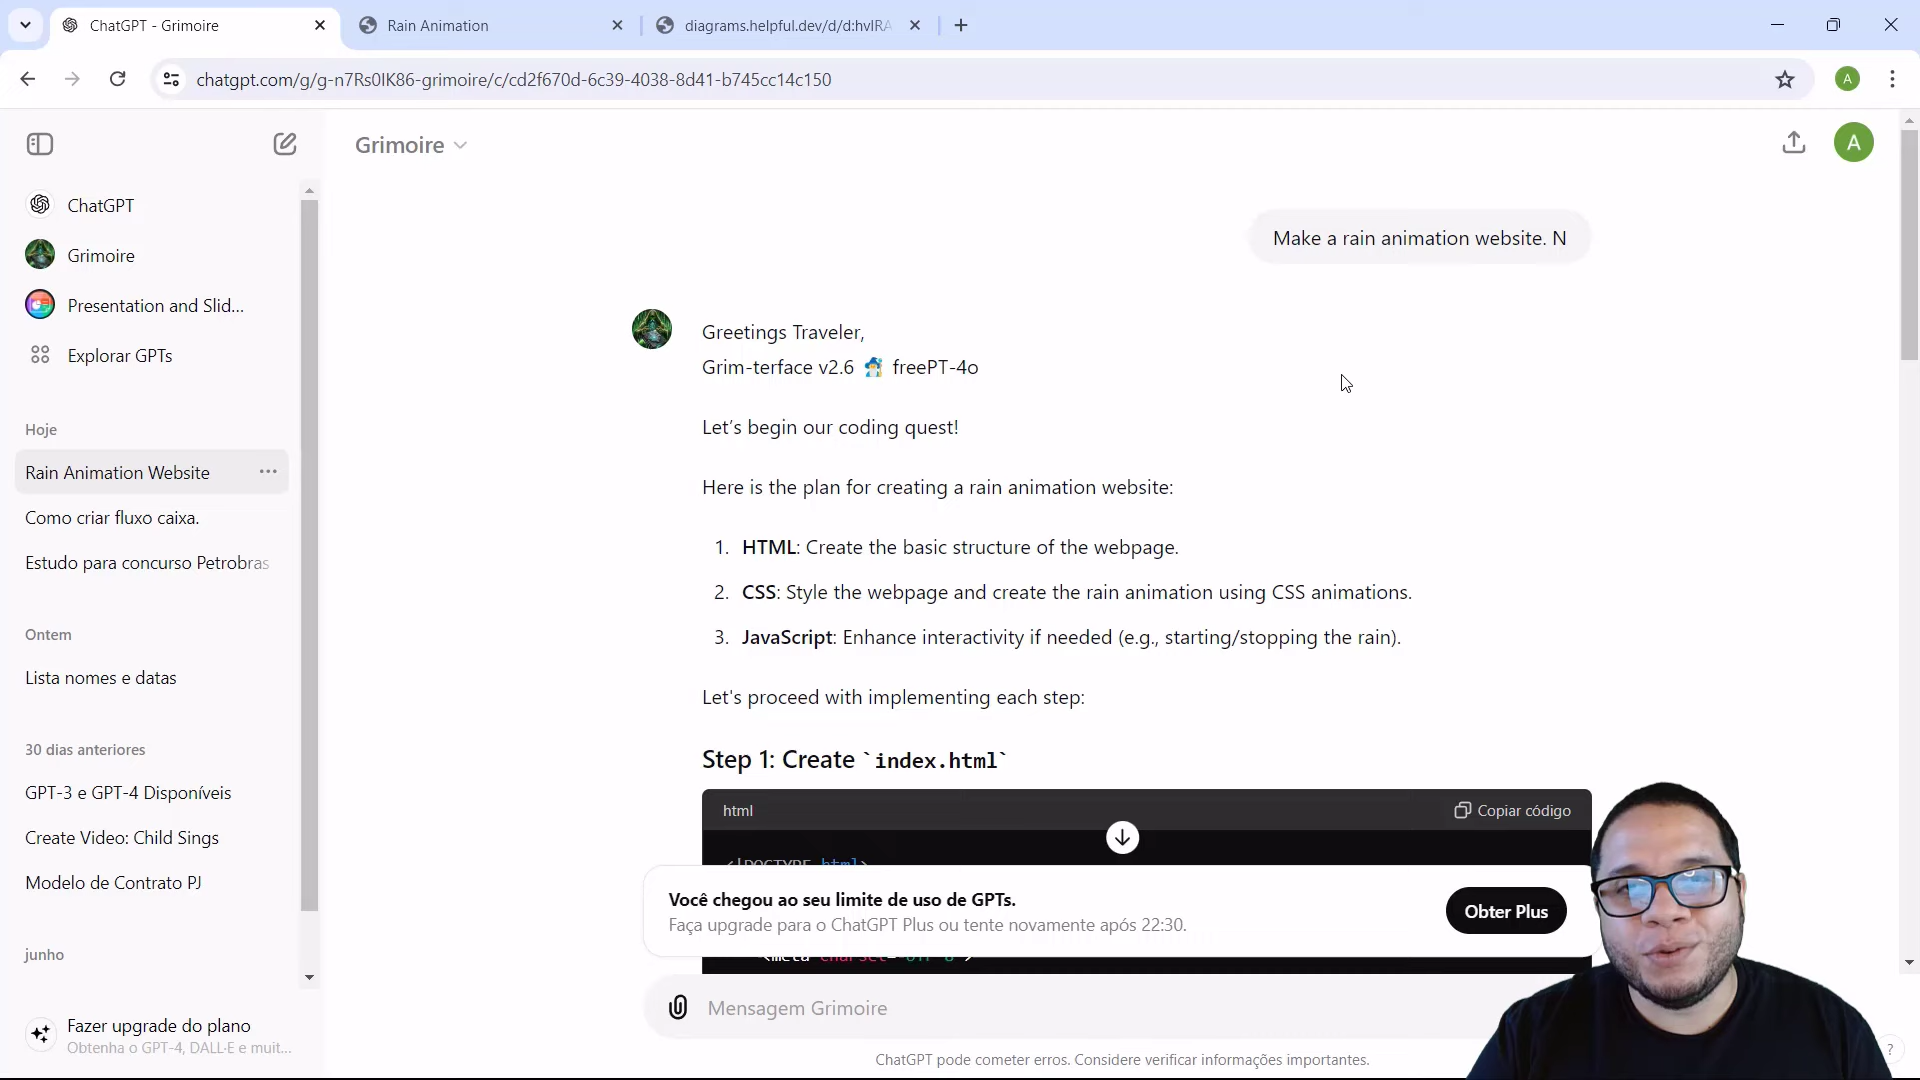 ChatGPT - Grimoire
Rain Animation
diagrams.helpful.dev/d/d:hvIRA
chatgpt.com/g/g-n7Rs0IK86-grimoire/c/cd2f670d-6c39-4038-8d41-b745cc14c150
A
Grimoire
A
ChatGPT
Grimoire
Presentation and Slid...
Explorar GPTs
Hoje
Rain Animation Website
Como criar fluxo caixa.
Estudo para concurso Petrobras
Ontem
Lista nomes e datas
30 dias anteriores
GPT-3 e GPT-4 Disponíveis
Create Video: Child Sings
Modelo de Contrato PJ
junho
Fazer upgrade do plano
Obtenha o GPT-4, DALL·E e muit...
Make a rain animation website. N
Greetings Traveler,
Grim-terface v2.6 🧙 freePT-4o
Let's begin our coding quest!
Here is the plan for creating a rain animation website:
1. HTML: Create the basic structure of the webpage.
2. CSS: Style the webpage and create the rain animation using CSS animations.
3. JavaScript: Enhance interactivity if needed (e.g., starting/stopping the rain).
Let's proceed with implementing each step:
Step 1: Create `index.html`
html
Copiar código
<!DOCTYPE html>
Você chegou ao seu limite de uso de GPTs.
Faça upgrade para o ChatGPT Plus ou tente novamente após 22:30.
Obter Plus
<meta charset="UTF-8">
Mensagem Grimoire
ChatGPT pode cometer erros. Considere verificar informações importantes.
?